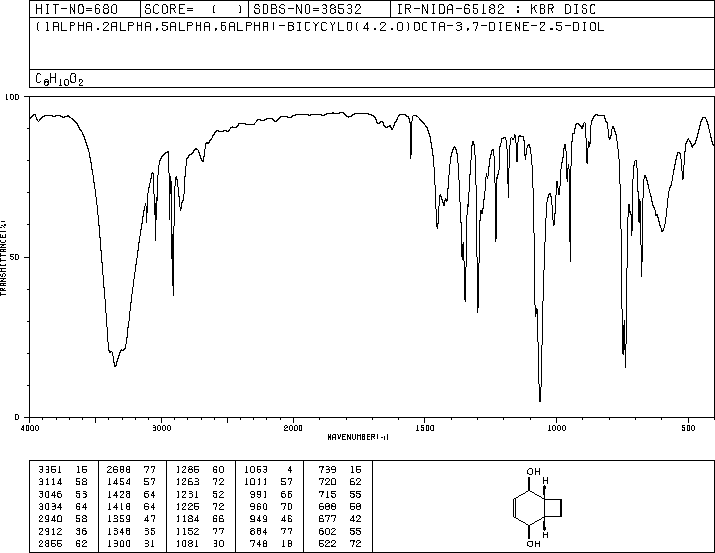 HIT-NO=680 SCORE= ( ) SDBS-NO=38532 IR-NIDA-65182 : KBR DISC
(1ALPHA,2ALPHA,5ALPHA,6ALPHA)-BICYCYLO(4.2.0)OCTA-3,7-DIENE-2,5-DIOL
C8H10O2
100
50
0
TRANSMITTANCE(%)
4000 3000 2000 1500 1000 500
WAVENUMBER(-1)
3351 15 2688 77 1286 60 1063 4 739 15
3114 58 1454 57 1263 72 1011 57 720 62
3046 53 1428 64 1231 52 991 66 715 55
3034 64 1418 64 1225 72 960 70 688 58
2940 58 1359 47 1184 66 949 46 677 42
2912 36 1348 35 1152 77 884 77 602 55
2855 62 1300 31 1081 30 748 18 522 72
OH
H
H
OH